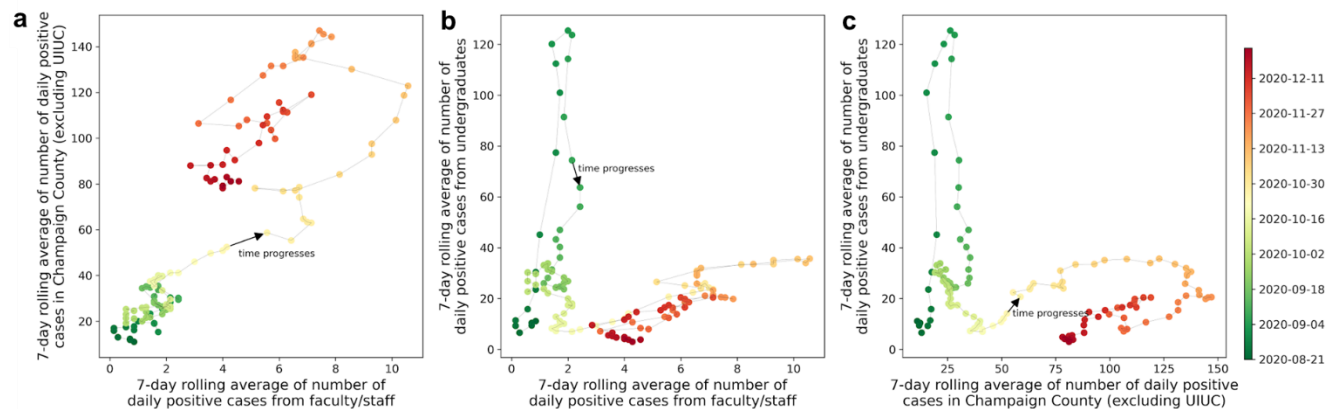 a
7-day rolling average of number of daily positive
cases in Champaign County (excluding UIUC)
140
120
100
80
60
40
20
time progresses
0 2 4 6 8 10
7-day rolling average of number of
daily positive cases from faculty/staff
b
7-day rolling average of number of
daily positive cases from undergraduates
120
100
80
60
40
20
0
time progresses
0 2 4 6 8 10
7-day rolling average of number of
daily positive cases from faculty/staff
c
7-day rolling average of number of
daily positive cases from undergraduates
120
100
80
60
40
20
0
time progresses
25 50 75 100 125 150
7-day rolling average of number of daily positive
cases in Champaign County (excluding UIUC)
2020-12-11
2020-11-27
2020-11-13
2020-10-30
2020-10-16
2020-10-02
2020-09-18
2020-09-04
2020-08-21